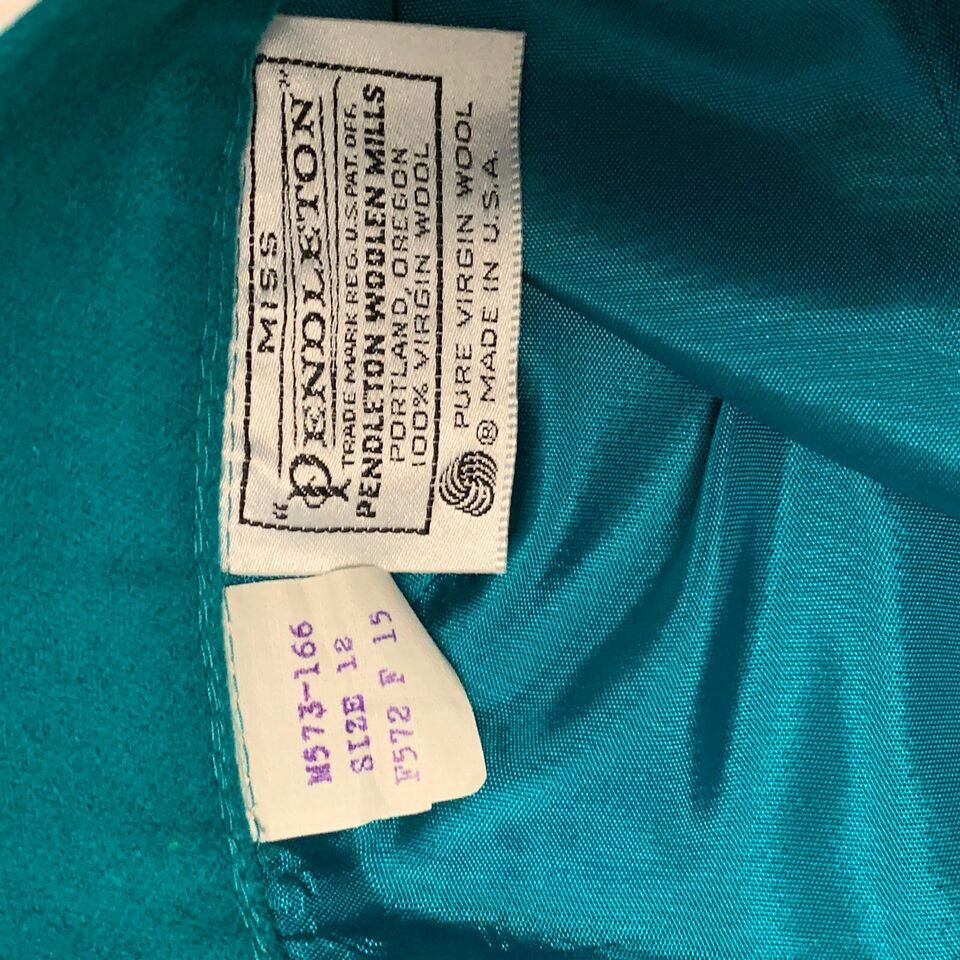 MISS
"PENDLETON"
TRADE MARK REG. U.S. PAT. OFF.
PENDLETON WOOLEN MILLS
PORTLAND, OREGON
100% VIRGIN WOOL
PURE VIRGIN WOOL
® MADE IN U.S.A.
M573-166
SIZE 12
F572 F 15